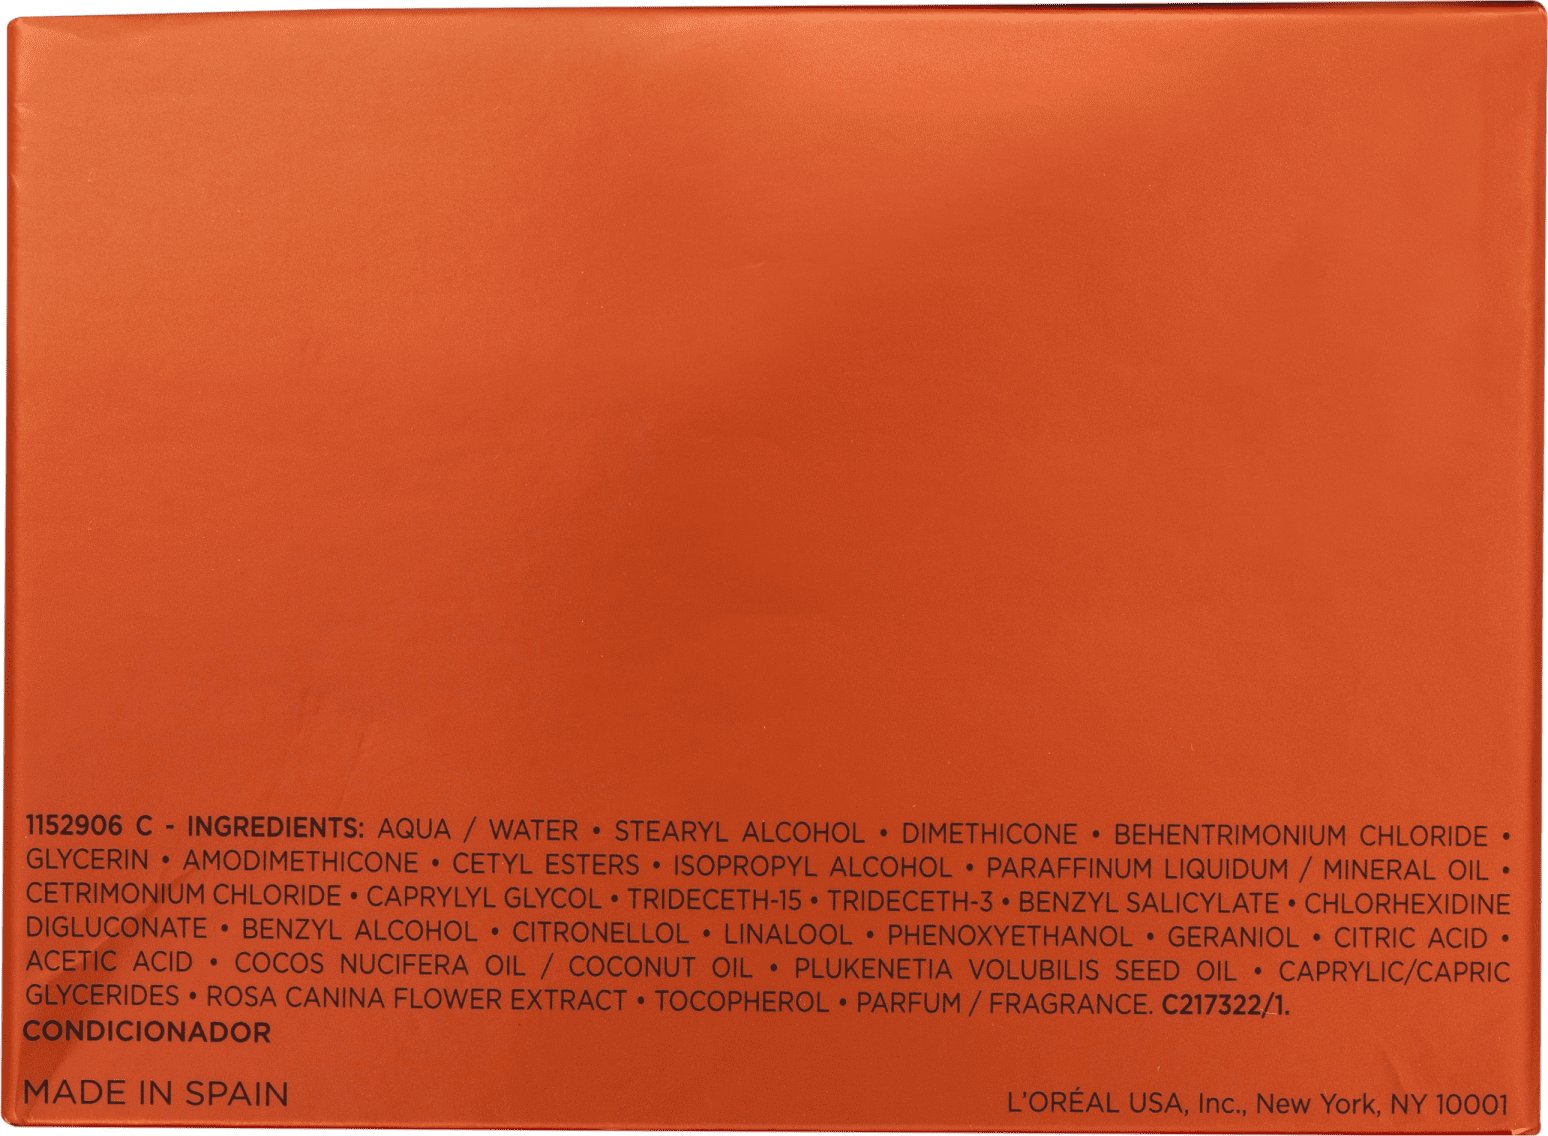 1152906 C - INGREDIENTS: AQUA / WATER • STEARYL ALCOHOL • DIMETHICONE • BEHENTRIMONIUM CHLORIDE •
GLYCERIN • AMODIMETHICONE • CETYL ESTERS • ISOPROPYL ALCOHOL • PARAFFINUM LIQUIDUM / MINERAL OIL •
CETRIMONIUM CHLORIDE • CAPRYLYL GLYCOL • TRIDECETH-15 • TRIDECETH-3 • BENZYL SALICYLATE • CHLORHEXIDINE
DIGLUCONATE • BENZYL ALCOHOL • CITRONELLOL • LINALOOL • PHENOXYETHANOL • GERANIOL • CITRIC ACID •
ACETIC ACID • COCOS NUCIFERA OIL / COCONUT OIL • PLUKENETIA VOLUBILIS SEED OIL • CAPRYLIC/CAPRIC
GLYCERIDES • ROSA CANINA FLOWER EXTRACT • TOCOPHEROL • PARFUM / FRAGRANCE. C217322/1.
CONDICIONADOR
MADE IN SPAIN
L'ORÉAL USA, Inc., New York, NY 10001